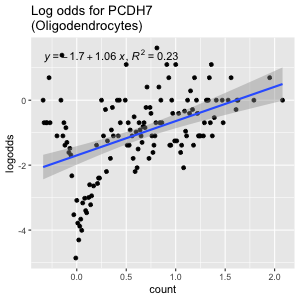 Log odds for PCDH7
(Oligodendrocytes)
y = −1.7 + 1.06 x, R² = 0.23
0
-2
-4
logodds
0.0 0.5 1.0 1.5 2.0
count